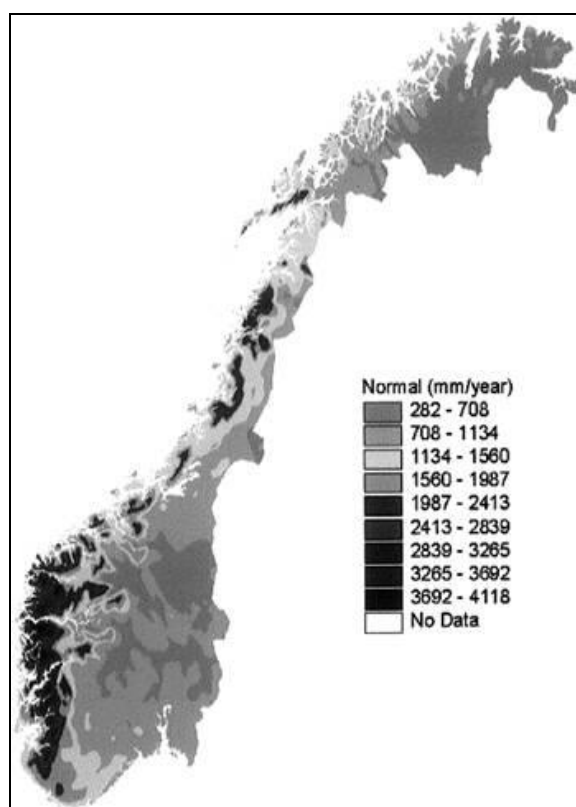 Normal (mm/year)
282 - 708
708 - 1134
1134 - 1560
1560 - 1987
1987 - 2413
2413 - 2839
2839 - 3265
3265 - 3692
3692 - 4118
No Data